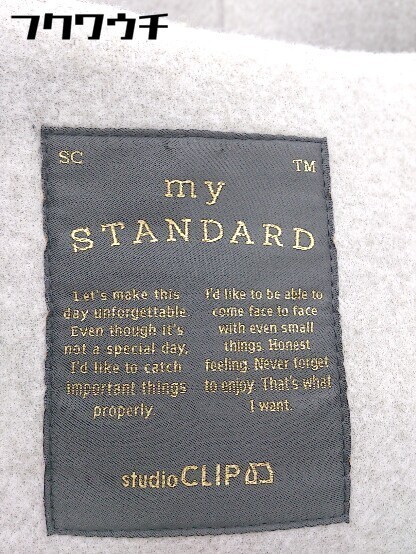 フクワウチ
SC
TM
my
STANDARD
Let's make this
day unforgettable
Even though it's
not a special day,
I'd like to catch
important things
properly.
I'd like to be able to
come face to face
with even small
things. Honest
feeling. Never forget
to enjoy. That's what
I want.
studio CLIP